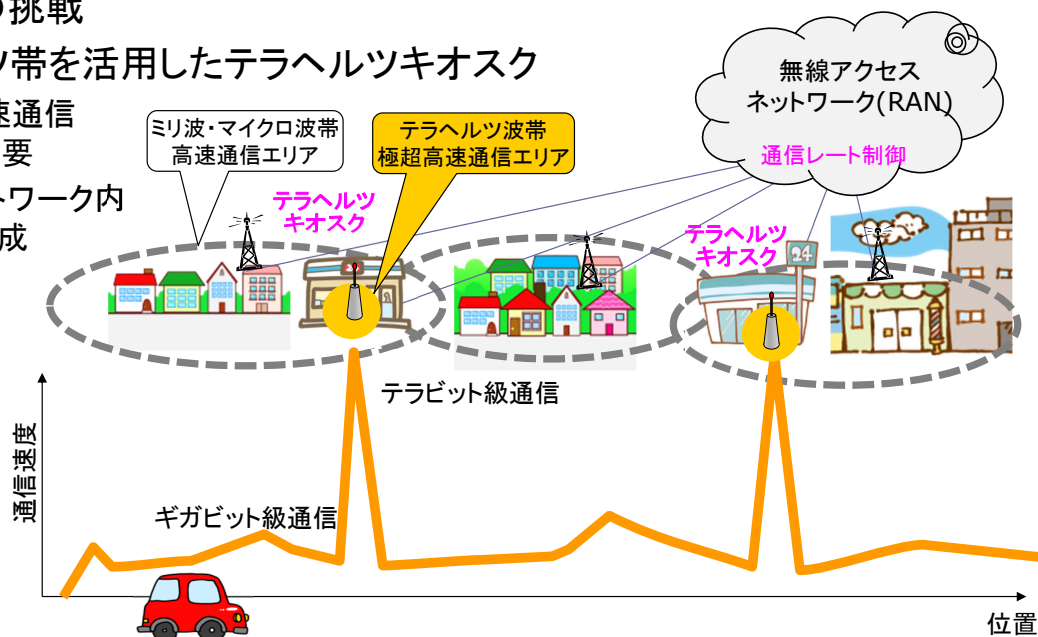 の挑戦
ツ帯を活用したテラヘルツキオスク
速通信
要
トワーク内
成
ミリ波・マイクロ波帯
高速通信エリア
テラヘルツ波帯
極超高速通信エリア
無線アクセス
ネットワーク(RAN)
通信レート制御
テラヘルツ
キオスク
テラヘルツ
キオスク
24
テラビット級通信
通信速度
ギガビット級通信
位置